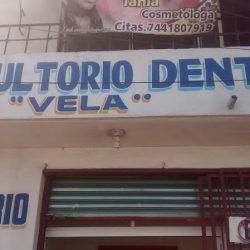 Tania
Cosmetologa
Citas.7441807919
ULTORIO DENT
"VELA"
RIO